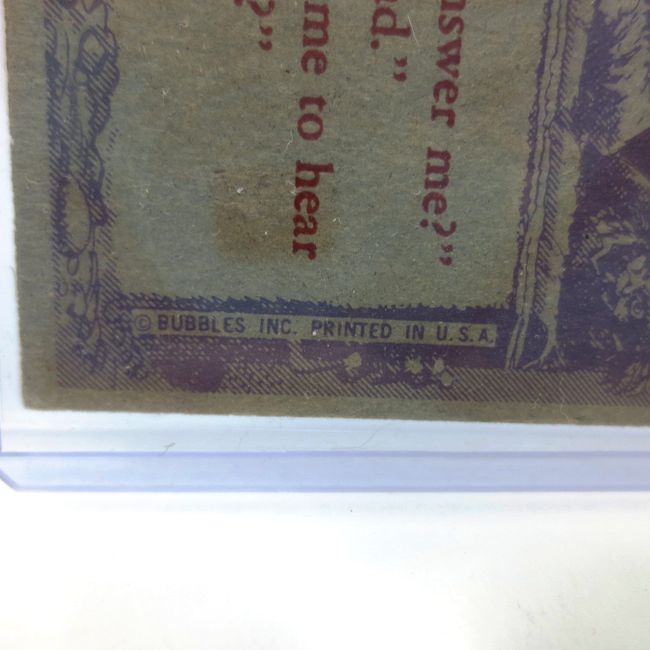 nswer me?”
d.”
me to hear
?”
© BUBBLES INC. PRINTED IN U.S.A.